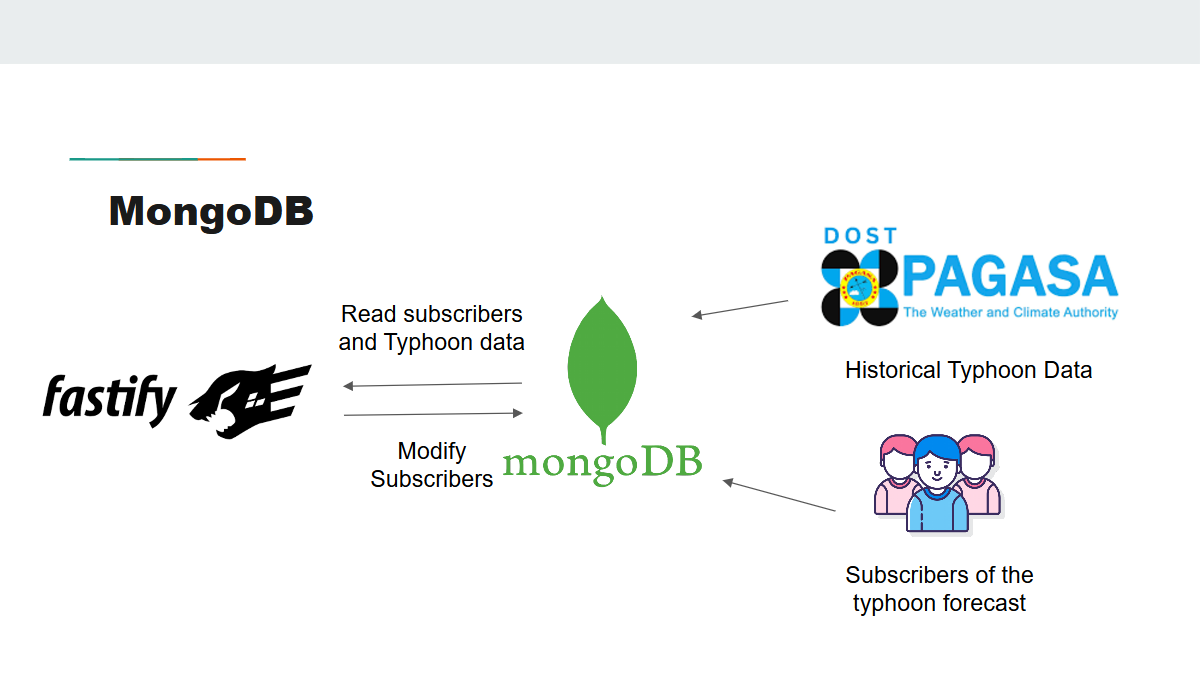 MongoDB
DOST
PAGASA
The Weather and Climate Authority
Read subscribers
and Typhoon data
Historical Typhoon Data
fastify
Modify
Subscribers
mongoDB
Subscribers of the
typhoon forecast